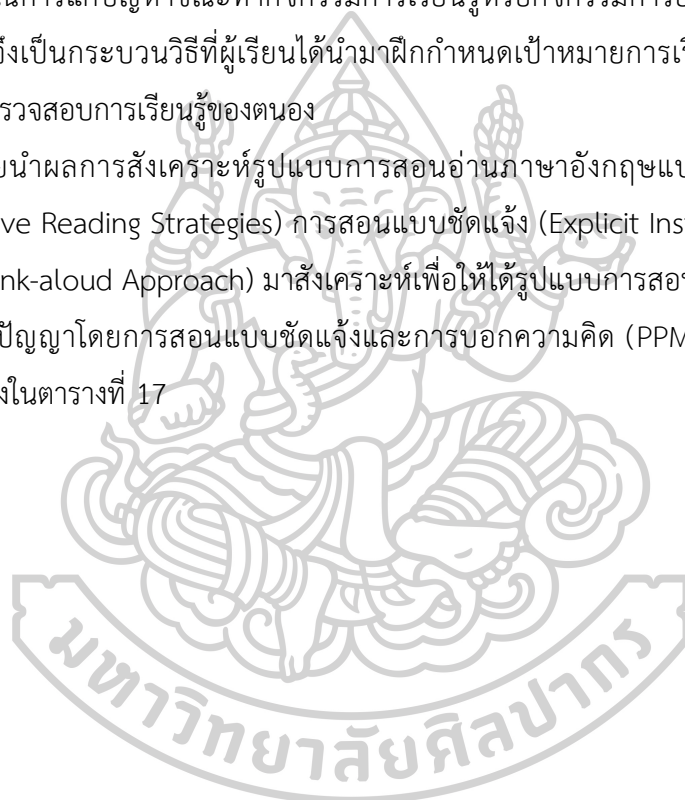 ในการแก้ปัญหาขณะทำกิจกรรมการเรียนรู้หรือกิจกรรมการ
จึงเป็นกระบวนวิธีที่ผู้เรียนได้นำมาฝึกกำหนดเป้าหมายการ
รวจสอบการเรียนรู้ของตนอง
นำผลการสังเคราะห์รูปแบบการสอนอ่านภาษาอังกฤษ
ve Reading Strategies) การสอนแบบชัดแจ้ง (Explicit Ins
nk-aloud Approach) มาสังเคราะห์เพื่อให้ได้รูปแบบการสอน
ปัญญาโดยการสอนแบบชัดแจ้งและการบอกความคิด (PPM
งในตารางที่ 17
มหาวิทยาลัยศิลปากร